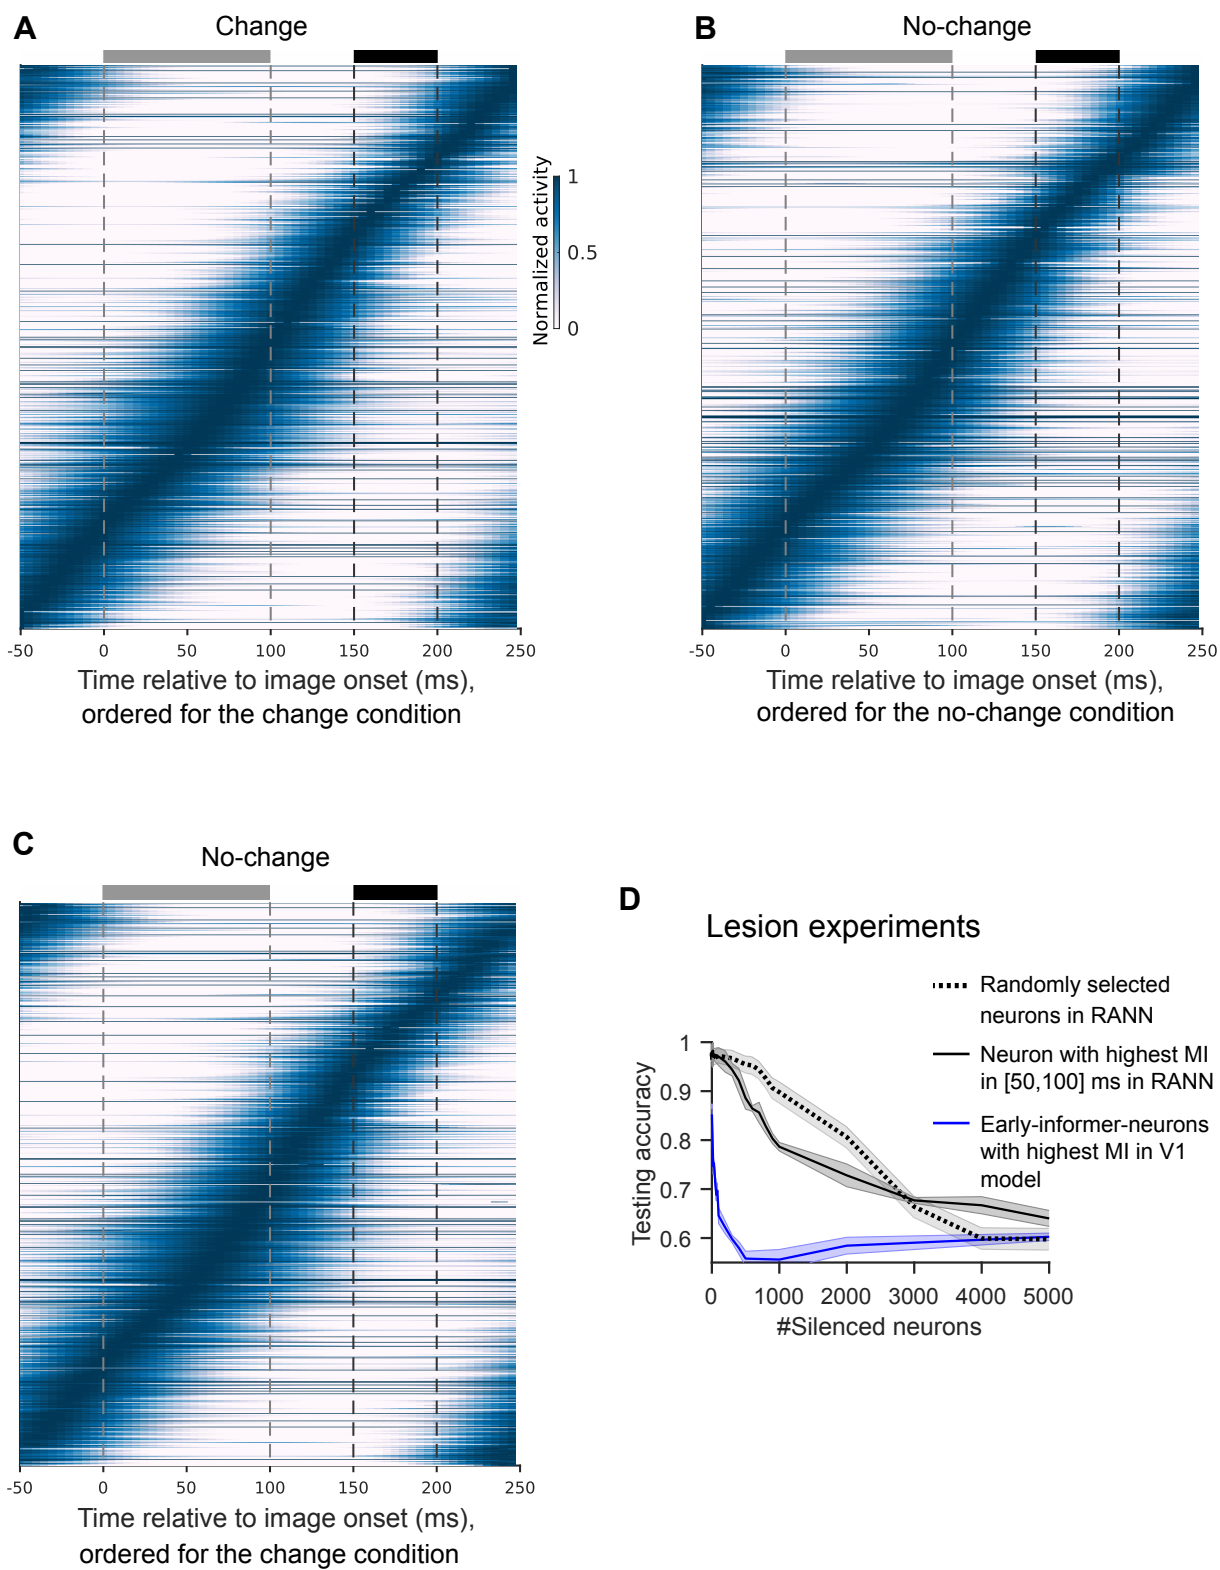 A
Change
Normalized activity
1
0.5
0
-50 0 50 100 150 200 250
Time relative to image onset (ms),
ordered for the change condition
B
No-change
-50 0 50 100 150 200 250
Time relative to image onset (ms),
ordered for the no-change condition
C
No-change
-50 0 50 100 150 200 250
Time relative to image onset (ms),
ordered for the change condition
D
Lesion experiments
Randomly selected
neurons in RANN
Neuron with highest MI
in [50,100] ms in RANN
Early-informer-neurons
with highest MI in V1
model
Testing accuracy
1
0.9
0.8
0.7
0.6
0 1000 2000 3000 4000 5000
#Silenced neurons